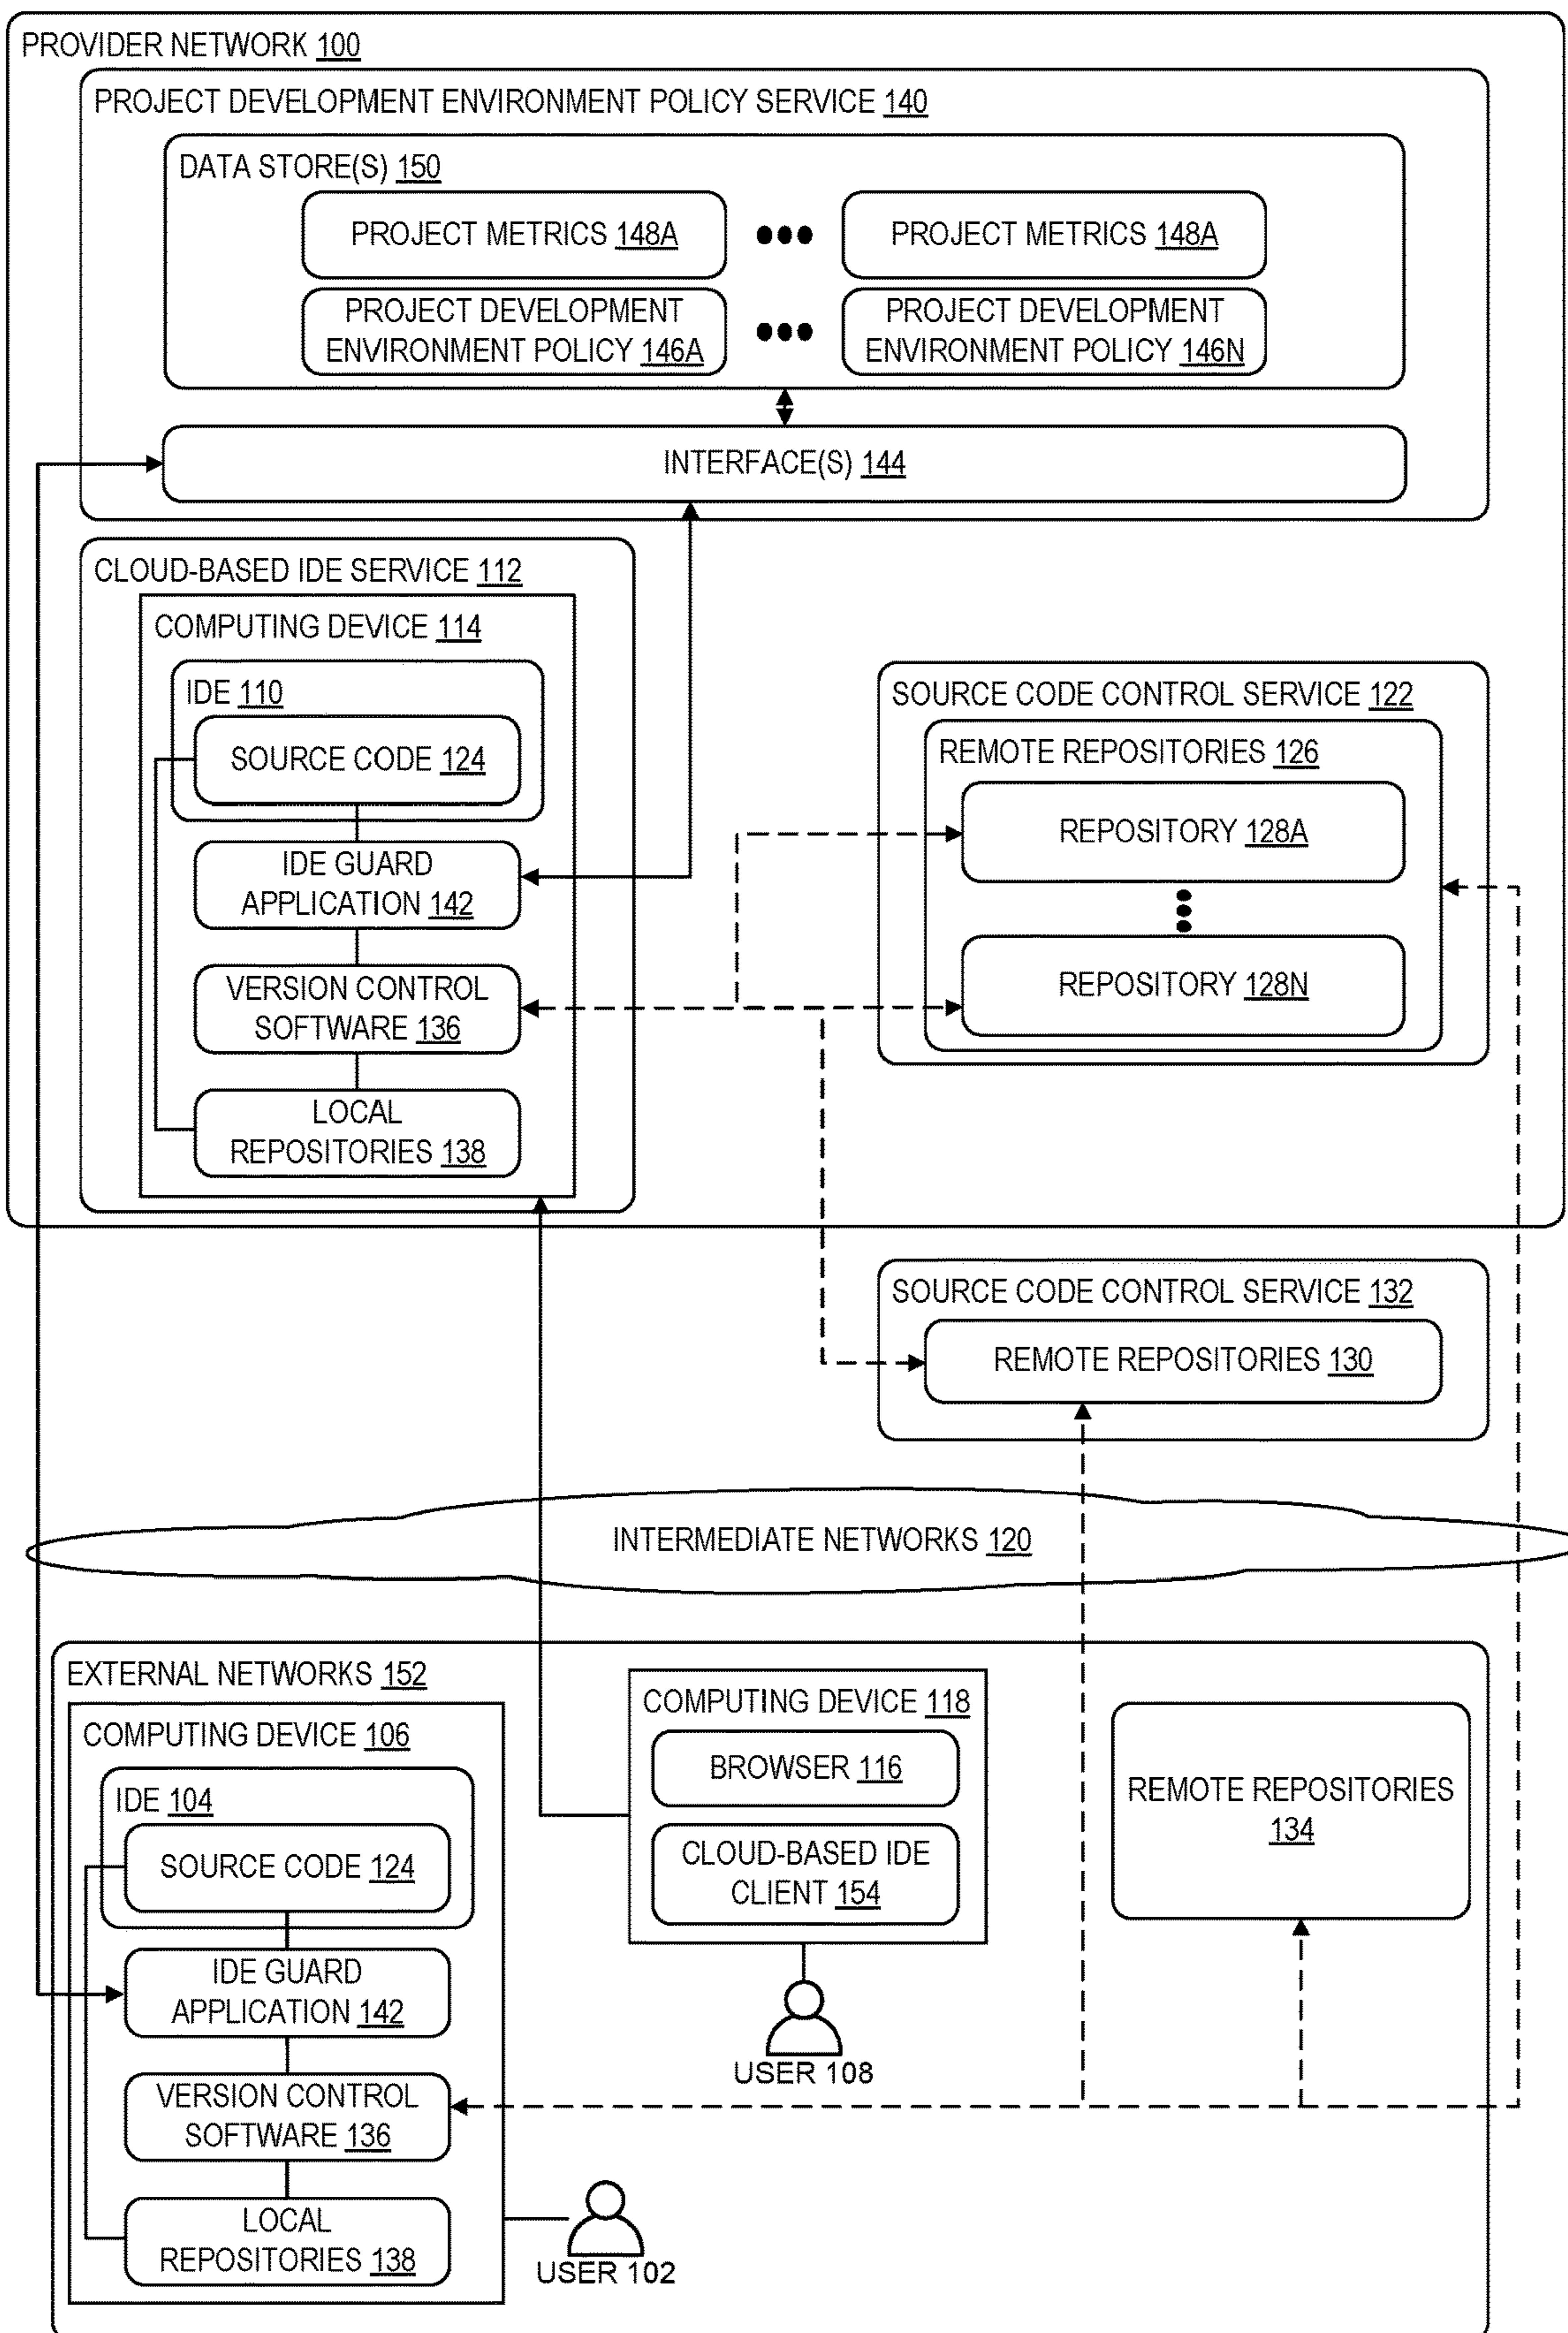 PROVIDER NETWORK 100
PROJECT DEVELOPMENT ENVIRONMENT POLICY SERVICE 140
DATA STORE(S) 150
PROJECT METRICS 148A
PROJECT METRICS 148A
PROJECT DEVELOPMENT
ENVIRONMENT POLICY 146A
PROJECT DEVELOPMENT
ENVIRONMENT POLICY 146N
INTERFACE(S) 144
CLOUD-BASED IDE SERVICE 112
COMPUTING DEVICE 114
IDE 110
SOURCE CODE 124
IDE GUARD
APPLICATION 142
VERSION CONTROL
SOFTWARE 136
LOCAL
REPOSITORIES 138
SOURCE CODE CONTROL SERVICE 122
REMOTE REPOSITORIES 126
REPOSITORY 128A
REPOSITORY 128N
SOURCE CODE CONTROL SERVICE 132
REMOTE REPOSITORIES 130
INTERMEDIATE NETWORKS 120
EXTERNAL NETWORKS 152
COMPUTING DEVICE 106
IDE 104
SOURCE CODE 124
IDE GUARD
APPLICATION 142
VERSION CONTROL
SOFTWARE 136
LOCAL
REPOSITORIES 138
USER 102
COMPUTING DEVICE 118
BROWSER 116
CLOUD-BASED IDE
CLIENT 154
USER 108
REMOTE REPOSITORIES
134